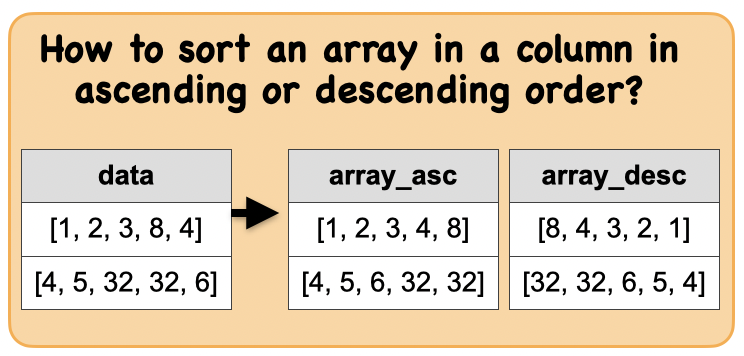 How to sort an array in a column in
ascending or descending order?
data
array_asc
array_desc
[1, 2, 3, 8, 4]
[1, 2, 3, 4, 8]
[8, 4, 3, 2, 1]
[4, 5, 32, 32, 6]
[4, 5, 6, 32, 32]
[32, 32, 6, 5, 4]